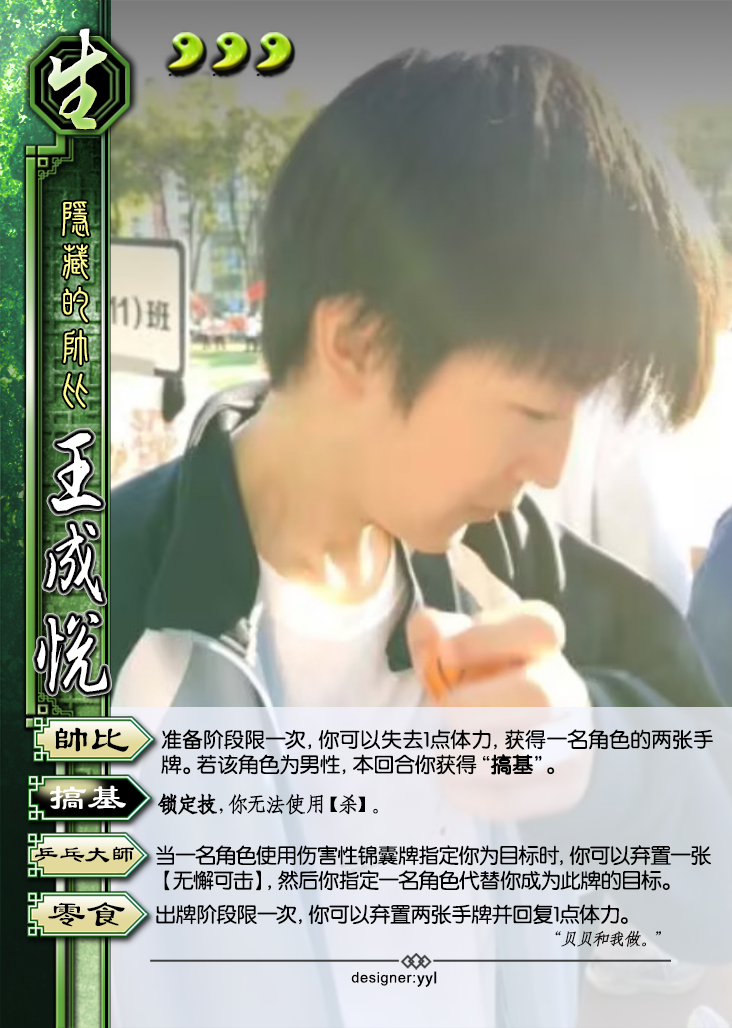 生
隱藏的帥比
王成悦
11)班
帥比
准备阶段限一次，你可以失去1点体力，获得一名角色的两张手
牌。若该角色为男性，本回合你获得“搞基”。
搞基
锁定技，你无法使用【杀】。
乒乓大師
当一名角色使用伤害性锦囊牌指定你为目标时，你可以弃置一张
【无懈可击】，然后你指定一名角色代替你成为此牌的目标。
零食
出牌阶段限一次，你可以弃置两张手牌并回复1点体力。
“贝贝和我做。”
designer:yyl